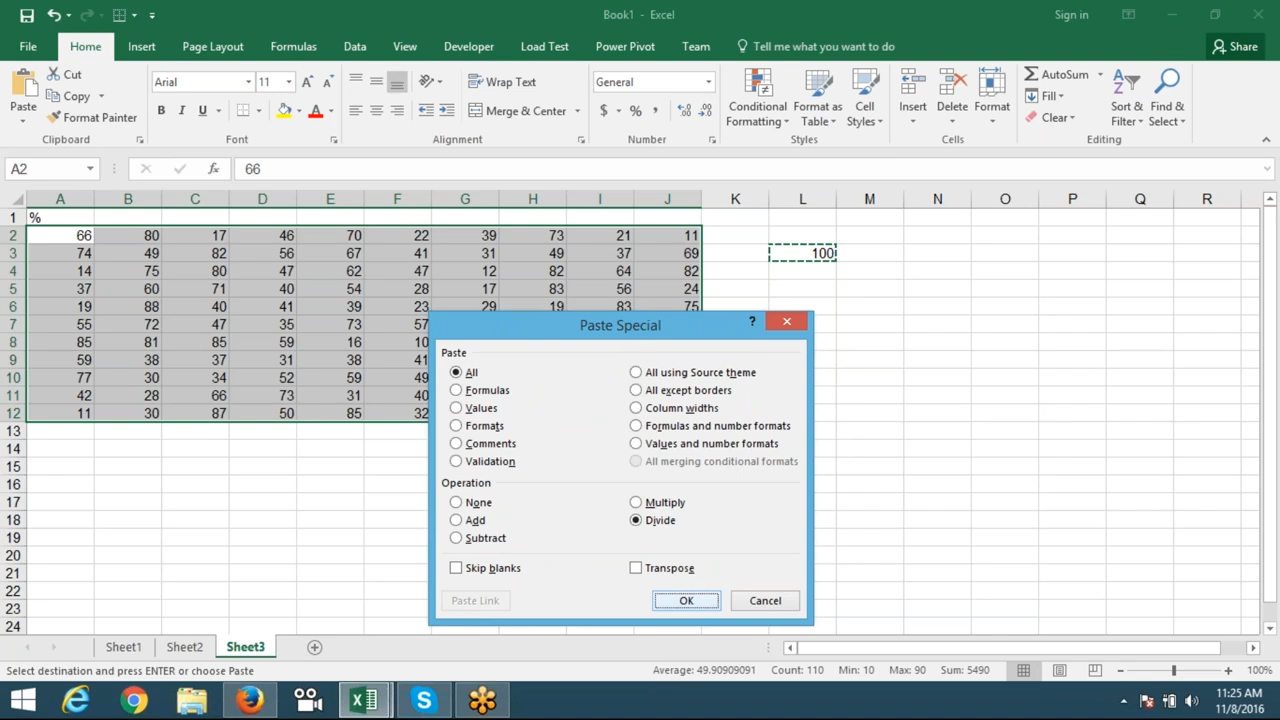 Book1 - Excel
Sign in
File Home Insert Page Layout Formulas Data View Developer Load Test Power Pivot Team Tell me what you want to do Share
Paste
Cut
Copy
Format Painter
Clipboard
Arial 11
B I U A
Font
Wrap Text
Merge & Center
Alignment
General
$ % ,
Number
Conditional Formatting
Format as Table
Cell Styles
Styles
Insert
Delete
Format
Cells
AutoSum
Fill
Clear
Sort & Filter
Find & Select
Editing
A2 fx 66
A B C D E F G H I J K L M N O P Q R
1 %
2 66 80 17 46 70 22 39 73 21 11
3 74 49 82 56 67 41 31 49 37 69 100
4 14 75 80 47 62 47 12 82 64 82
5 37 60 71 40 54 28 17 83 56 24
6 19 88 40 41 39 23 29 19 83 75
7 55 72 47 35 73 57
8 85 81 85 59 16 10
9 59 38 37 31 38 41
10 77 30 34 52 59 49
11 42 28 66 73 31 40
12 11 30 87 50 85 32
13
14
15
16
17
18
19
20
21
22
23
24
Paste Special ?
Paste
All All using Source theme
Formulas All except borders
Values Column widths
Formats Formulas and number formats
Comments Values and number formats
Validation All merging conditional formats
Operation
None Multiply
Add Divide
Subtract
Skip blanks Transpose
Paste Link OK Cancel
Sheet1 Sheet2 Sheet3
Select destination and press ENTER or choose Paste Average: 49.90909091 Count: 110 Min: 10 Max: 90 Sum: 5490 100%
11:25 AM
11/8/2016